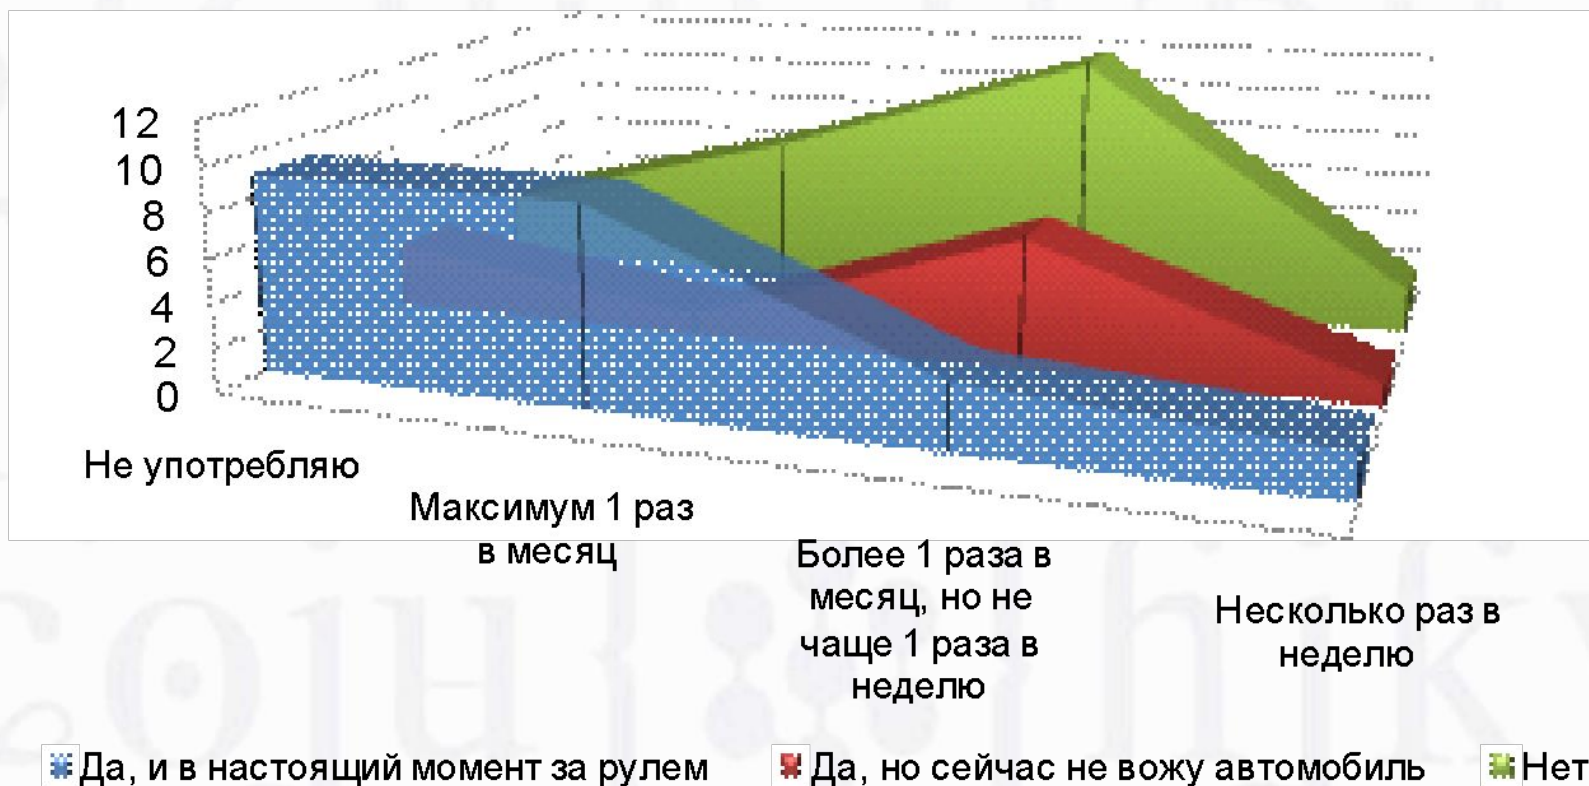 12
10
8
6
4
2
0
Не употребляю
Максимум 1 раз
в месяц
Более 1 раза в
месяц, но не
чаще 1 раза в
неделю
Несколько раз в
неделю
Да, и в настоящий момент за рулем
Да, но сейчас не вожу автомобиль
Нет